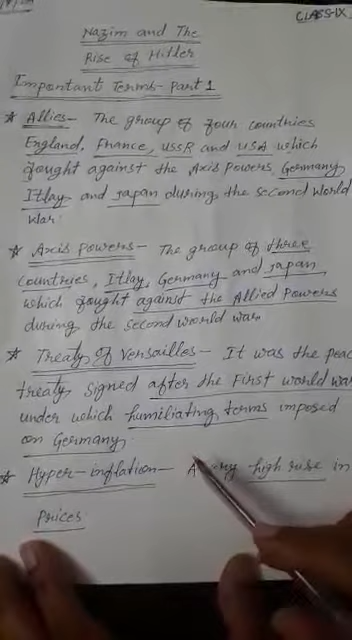 CLASS-IX
Nazim and The
Rise of Hitler
Important Terms- Part 1
* Allies- The group of four countries
England, France, USSR and USA which
fought against the Axis Powers, Germany,
Itlay and Japan during the second World
War.
* Axis Powers- The group of three
countries, Itlay, Germany and Japan,
which fought against the Allied Powers
during the second world war.
* Treaty of Versailles- It was the peac
treaty signed after the First world war
under which humiliating terms imposed
on Germany.
* Hyper-inflation- A very high rise in
Prices